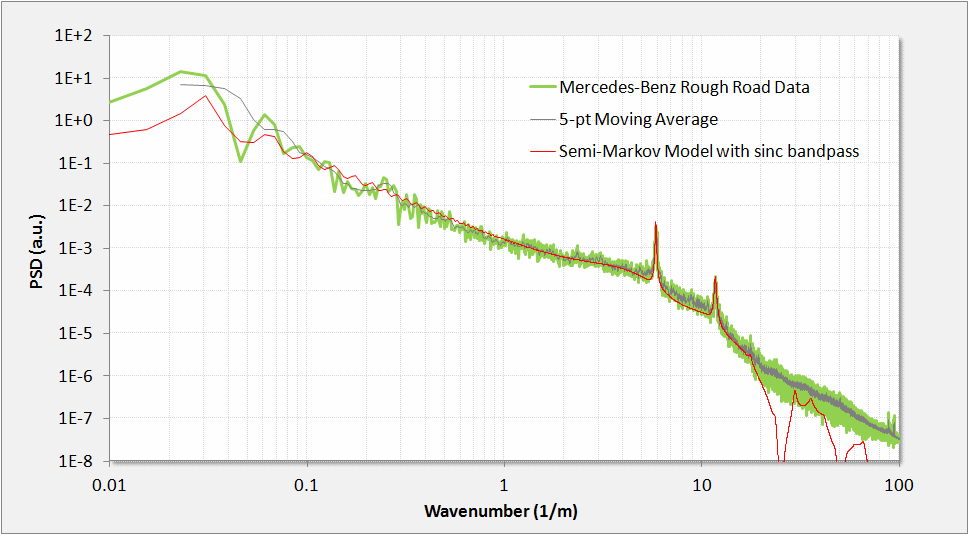 1E+2
1E+1
1E+0
1E-1
1E-2
1E-3
1E-4
1E-5
1E-6
1E-7
1E-8
PSD (a.u.)
Mercedes-Benz Rough Road Data
5-pt Moving Average
Semi-Markov Model with sinc bandpass
0.01 0.1 1 10 100
Wavenumber (1/m)